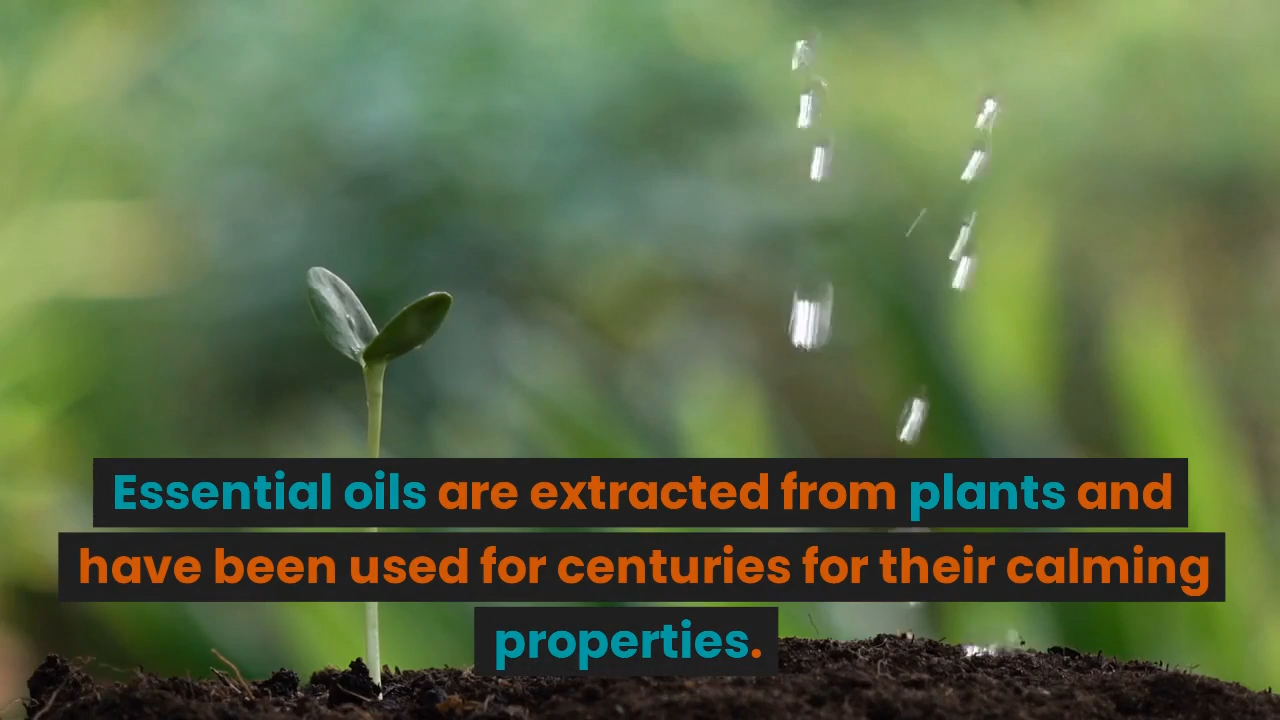 Essential oils are extracted from plants and
have been used for centuries for their calming
properties.